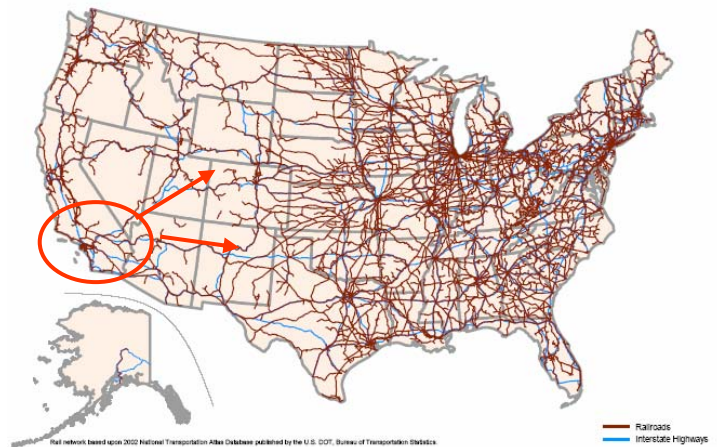 Railroads
Interstate Highways
Rail network based upon 2002 National Transportation Atlas Database published by the U.S. DOT, Bureau of Transportation Statistics.